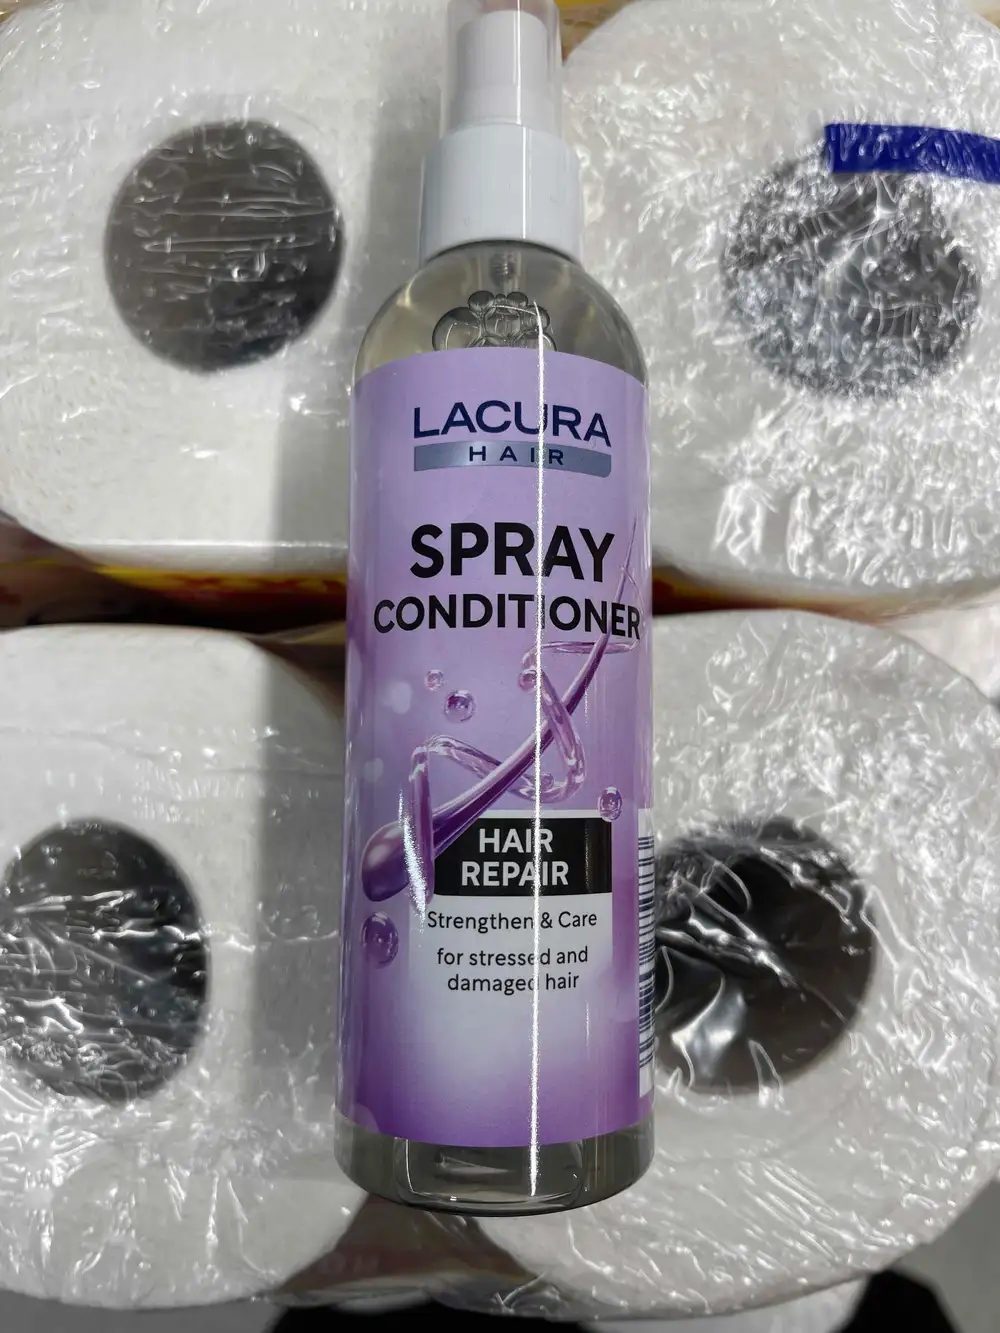 LACURA
HAIR
SPRAY
CONDITIONER
HAIR
REPAIR
Strengthen & Care
for stressed and
damaged hair